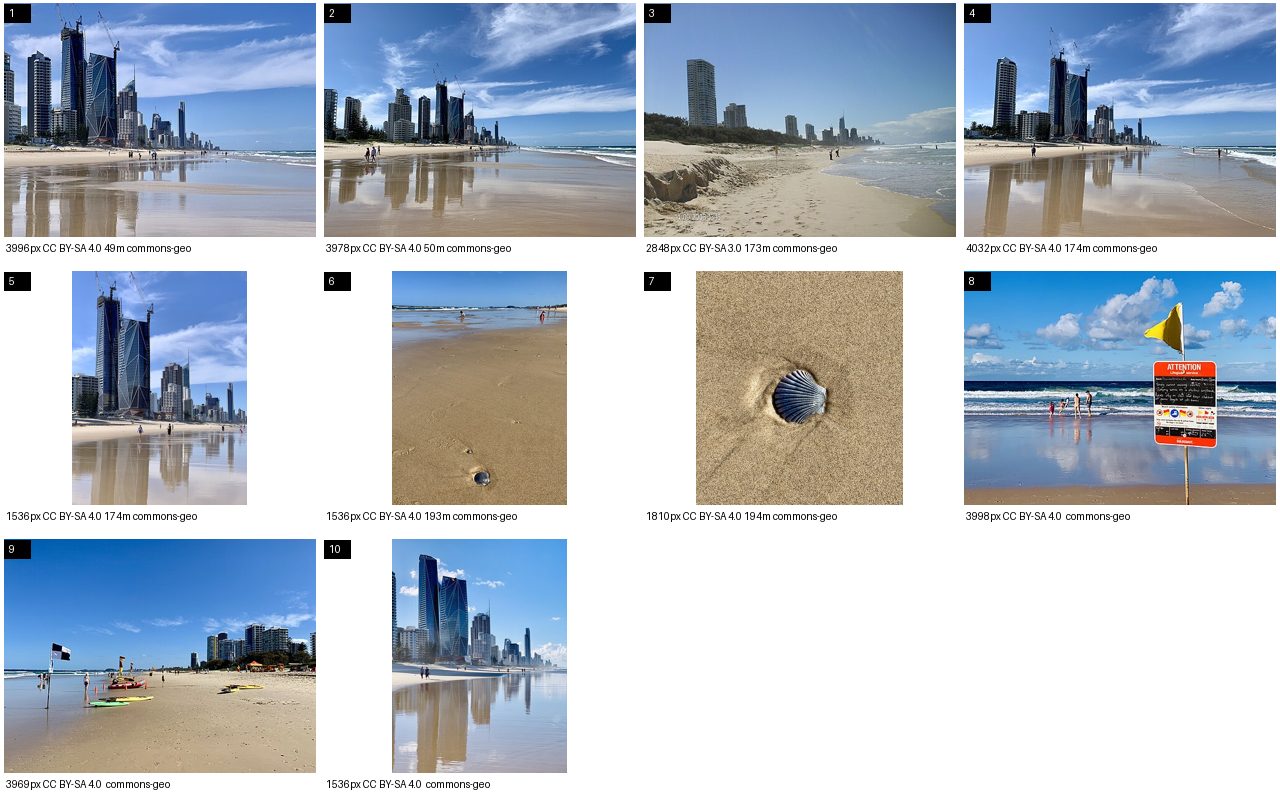 1
2
3
4
3996px CC BY-SA 4.0 49m commons-geo
3978px CC BY-SA 4.0 50m commons-geo
2848px CC BY-SA 3.0 173m commons-geo
4032px CC BY-SA 4.0 174m commons-geo
5
6
7
8
ATTENTION
1536px CC BY-SA 4.0 174m commons-geo
1536px CC BY-SA 4.0 193m commons-geo
1810px CC BY-SA 4.0 194m commons-geo
3998px CC BY-SA 4.0 commons-geo
9
10
3969px CC BY-SA 4.0 commons-geo
1536px CC BY-SA 4.0 commons-geo